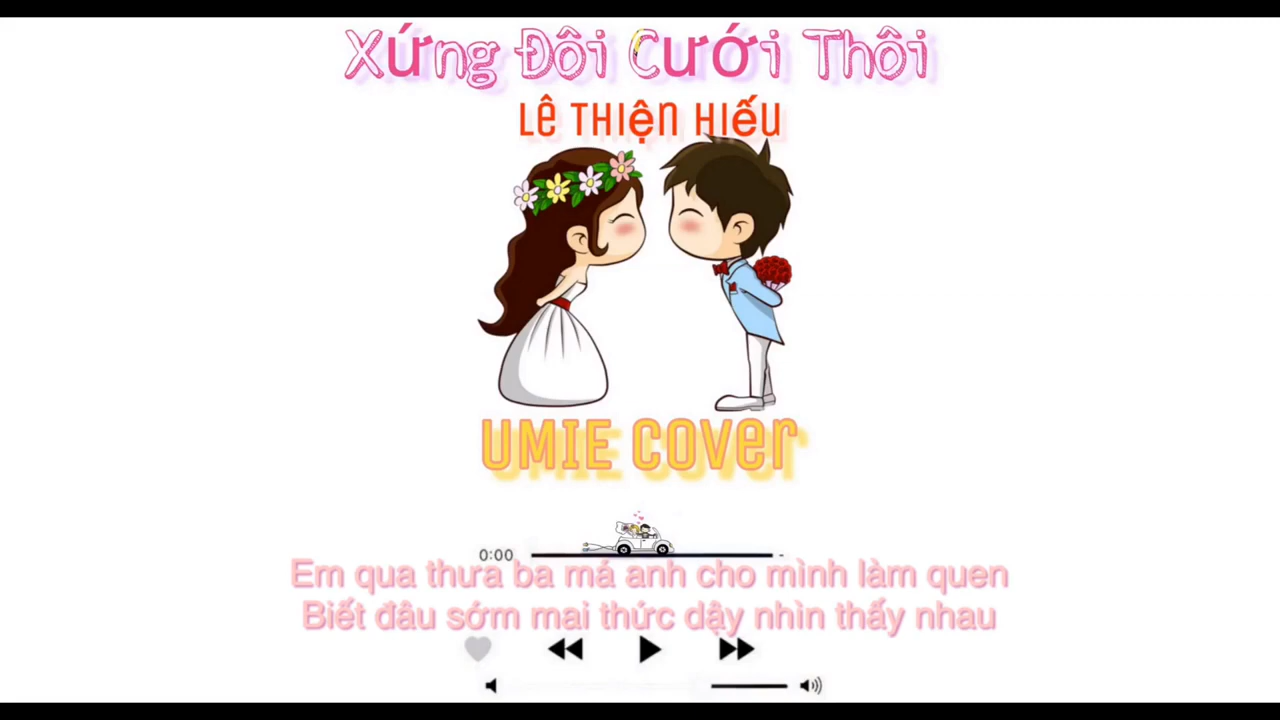 Xứng Đôi Cưới Thôi
Lê Thiện Hiếu
UMIE Cover
0:00
Em qua thưa ba má anh cho mình làm quen
Biết đâu sớm mai thức dậy nhìn thấy nhau